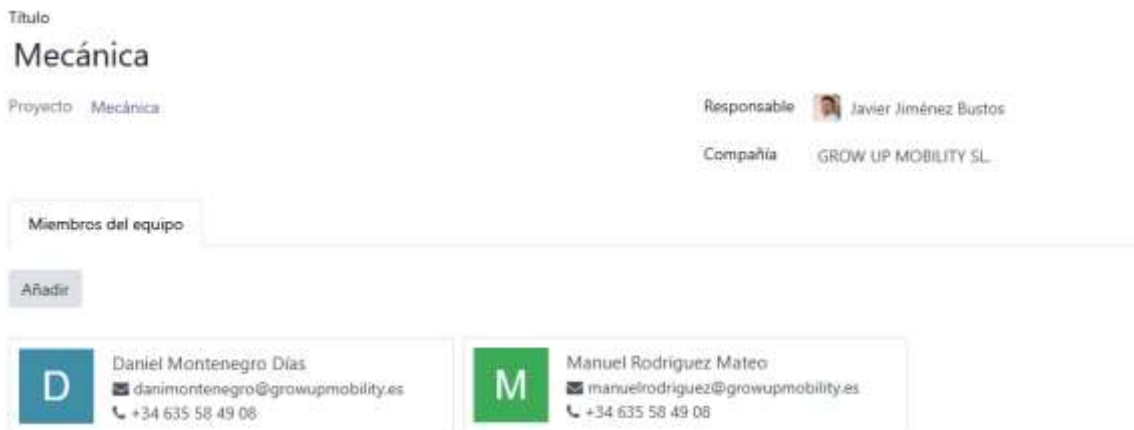 Título
Mecánica
Proyecto Mecánica
Responsable Javier Jiménez Bustos
Compañía GROW UP MOBILITY SL.
Miembros del equipo
Añadir
D
Daniel Montenegro Días
danimontenegro@growupmobility.es
+34 635 58 49 08
M
Manuel Rodríguez Mateo
manuelrodriguez@growupmobility.es
+34 635 58 49 08